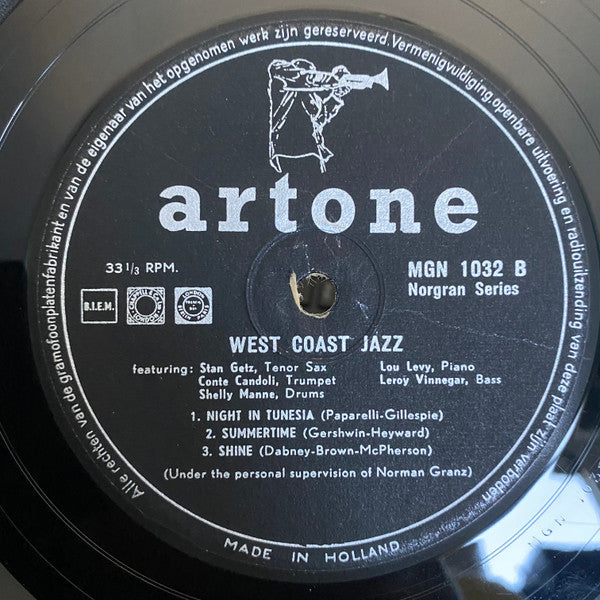 Alle rechten van de gramofoonplatenfabrikant en van de eigenaar van het opgenomen werk zijn gereserveerd. Vermenigvuldiging, openbare uitvoering en radiouitzending van deze plaat zijn verboden
artone
33 1/3 RPM.
MGN 1032 B
Norgran Series
B.I.E.M.
LONDON
WEST COAST JAZZ
featuring: Stan Getz, Tenor Sax Lou Levy, Piano
Conte Candoli, Trumpet Leroy Vinnegar, Bass
Shelly Manne, Drums
1. NIGHT IN TUNESIA (Paparelli-Gillespie)
2. SUMMERTIME (Gershwin-Heyward)
3. SHINE (Dabney-Brown-McPherson)
(Under the personal supervision of Norman Granz)
MADE IN HOLLAND
MGN